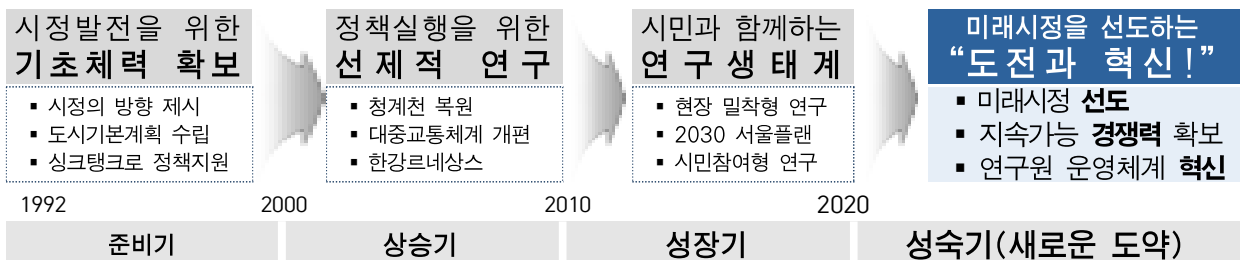 시정발전을 위한
기초체력 확보
▪ 시정의 방향 제시
▪ 도시기본계획 수립
▪ 싱크탱크로 정책지원
정책실행을 위한
선제적 연구
▪ 청계천 복원
▪ 대중교통체계 개편
▪ 한강르네상스
시민과 함께하는
연구생태계
▪ 현장 밀착형 연구
▪ 2030 서울플랜
▪ 시민참여형 연구
미래시정을 선도하는
“도전과 혁신!”
▪ 미래시정 선도
▪ 지속가능 경쟁력 확보
▪ 연구원 운영체계 혁신
1992 2000 2010 2020
준비기 상승기 성장기 성숙기(새로운 도약)